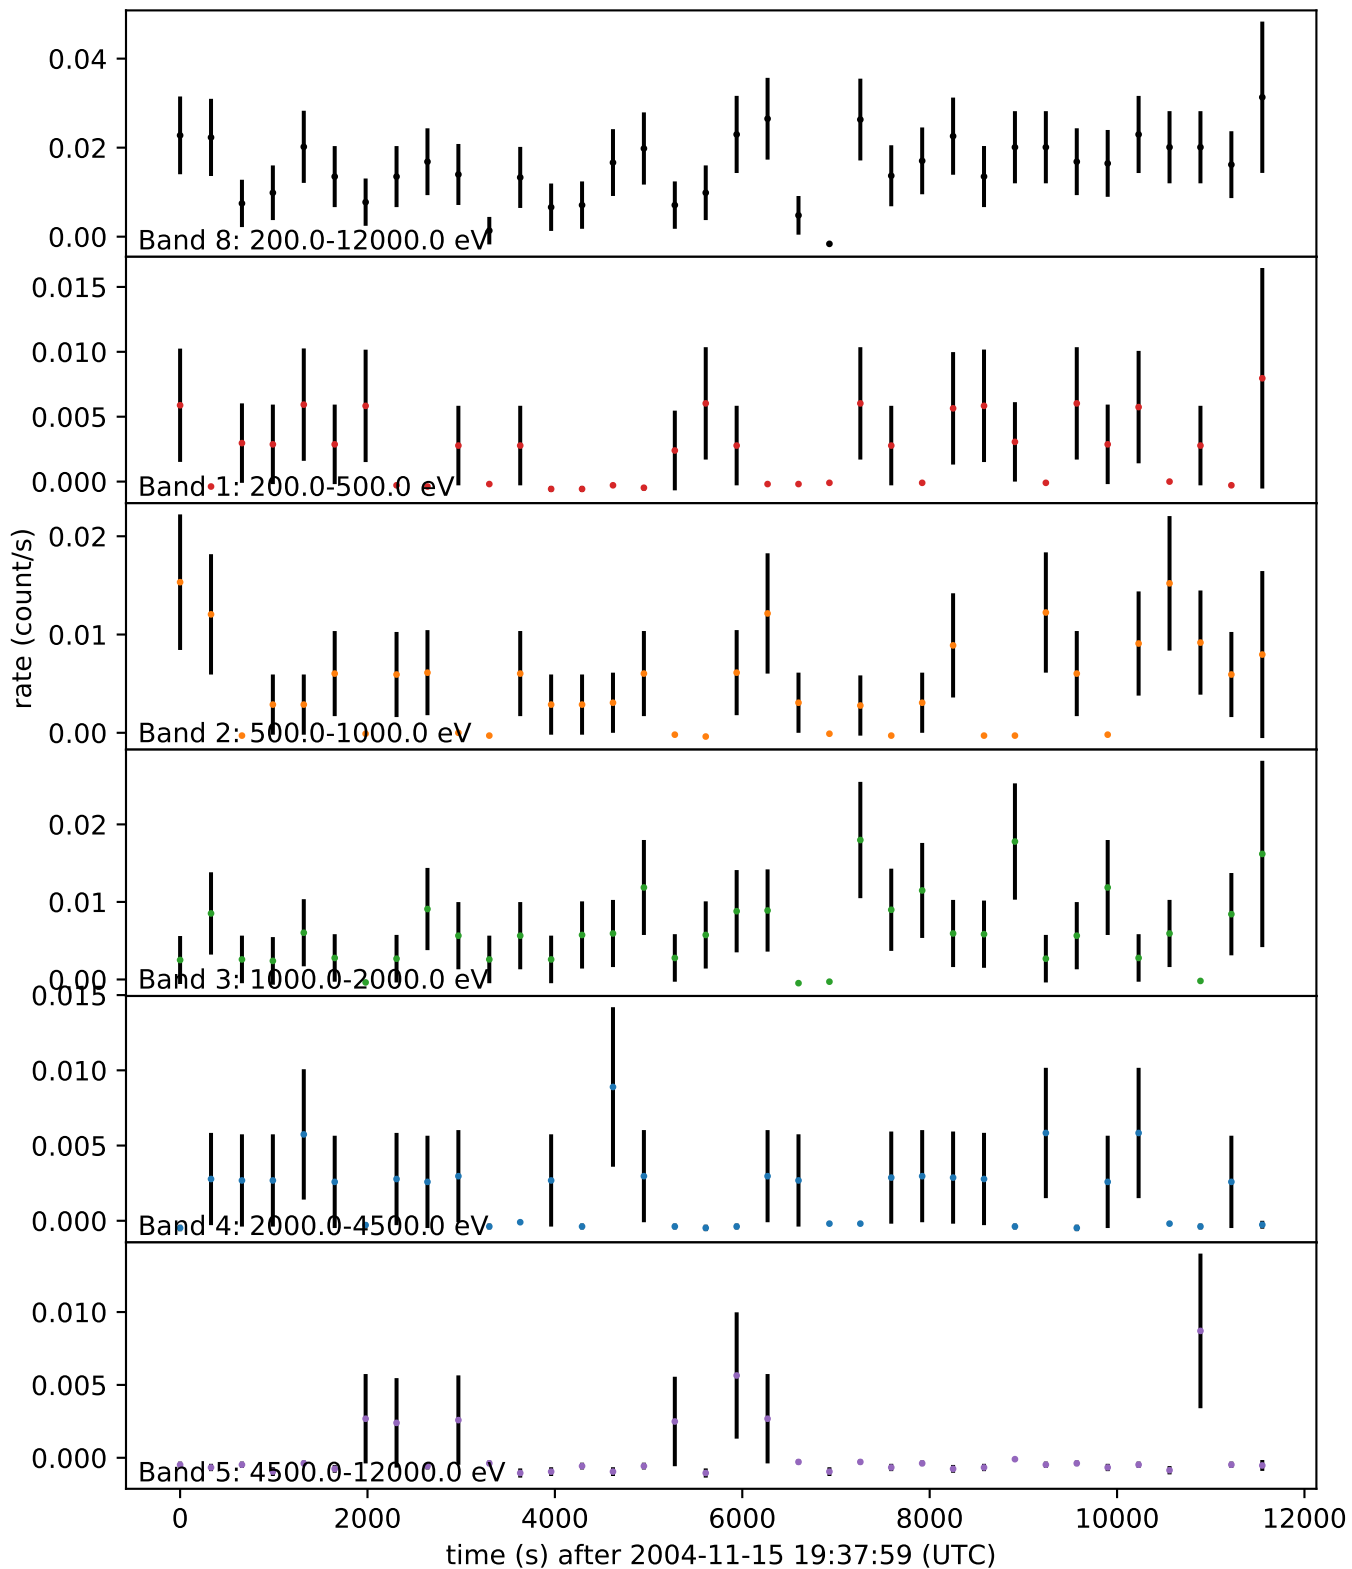 0.04
0.02
0.00
Band 8: 200.0-12000.0 eV
0.015
0.010
0.005
0.000
Band 1: 200.0-500.0 eV
0.02
0.01
0.00
Band 2: 500.0-1000.0 eV
rate (count/s)
0.02
0.01
0.00
Band 3: 1000.0-2000.0 eV
0.015
0.010
0.005
0.000
Band 4: 2000.0-4500.0 eV
0.010
0.005
0.000
Band 5: 4500.0-12000.0 eV
0 2000 4000 6000 8000 10000 12000
time (s) after 2004-11-15 19:37:59 (UTC)